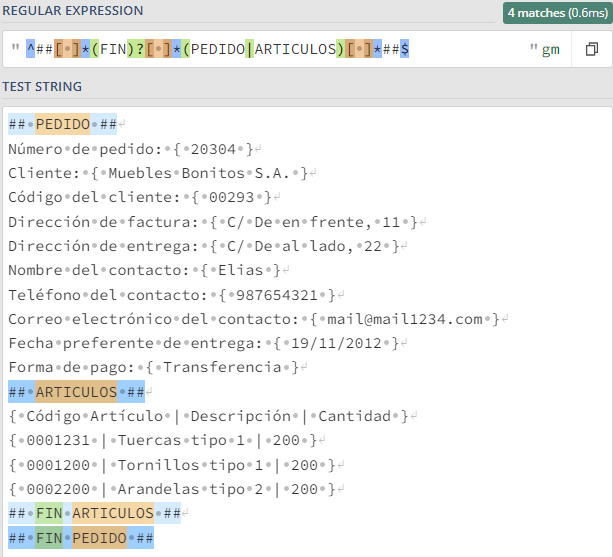 REGULAR EXPRESSION
4 matches (0.6ms)
" ^##[ ]*(FIN)?[ ]*(PEDIDO|ARTICULOS)[ ]*##$ " gm
TEST STRING
## PEDIDO ##
Número de pedido: { 20304 }
Cliente: { Muebles Bonitos S.A. }
Código del cliente: { 00293 }
Dirección de factura: { C/ De en frente, 11 }
Dirección de entrega: { C/ De al lado, 22 }
Nombre del contacto: { Elias }
Teléfono del contacto: { 987654321 }
Correo electrónico del contacto: { mail@mail1234.com }
Fecha preferente de entrega: { 19/11/2012 }
Forma de pago: { Transferencia }
## ARTICULOS ##
{ Código Artículo | Descripción | Cantidad }
{ 0001231 | Tuercas tipo 1 | 200 }
{ 0001200 | Tornillos tipo 1 | 200 }
{ 0002200 | Arandelas tipo 2 | 200 }
## FIN ARTICULOS ##
## FIN PEDIDO ##